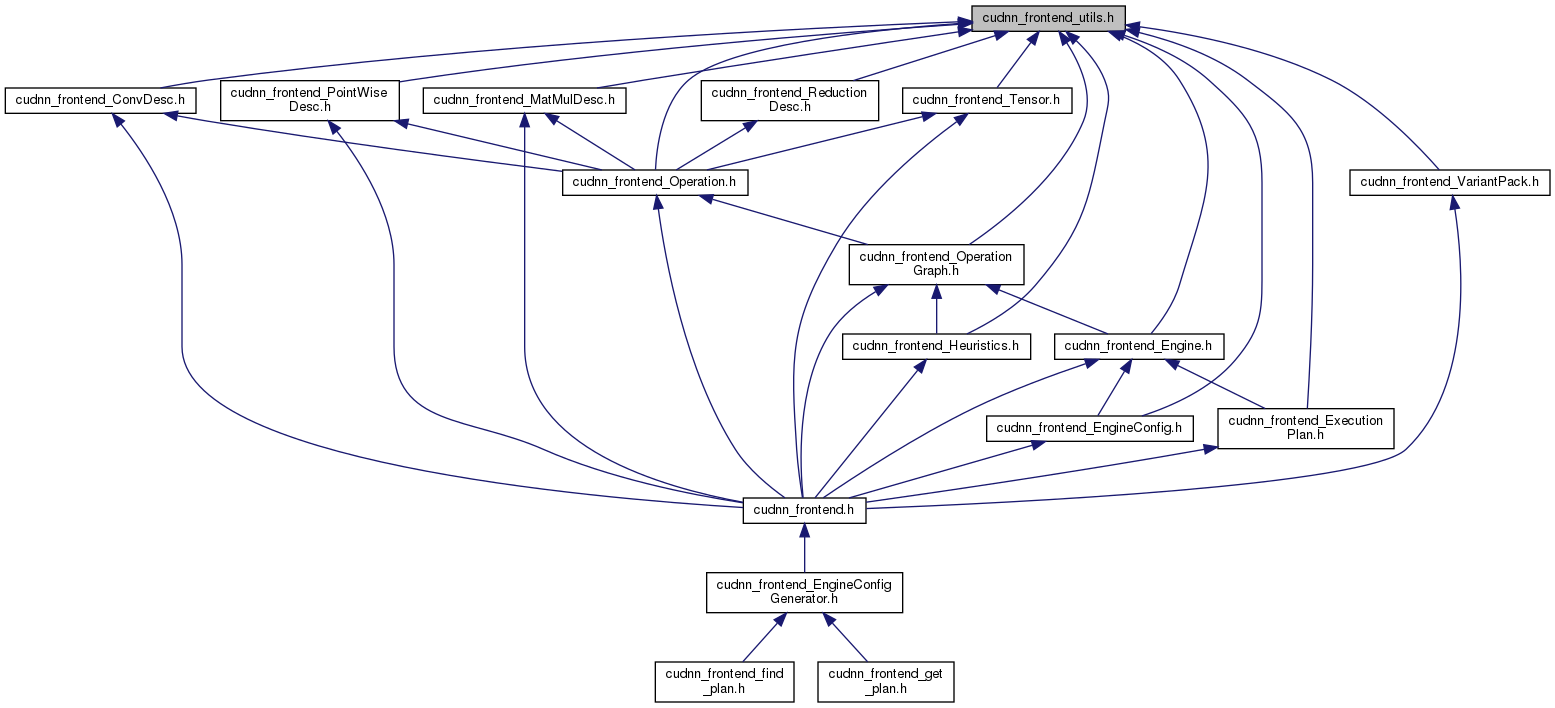 cudnn_frontend_utils.h
cudnn_frontend_ConvDesc.h
cudnn_frontend_PointWise
Desc.h
cudnn_frontend_MatMulDesc.h
cudnn_frontend_Reduction
Desc.h
cudnn_frontend_Tensor.h
cudnn_frontend_Operation.h
cudnn_frontend_VariantPack.h
cudnn_frontend_Operation
Graph.h
cudnn_frontend_Heuristics.h
cudnn_frontend_Engine.h
cudnn_frontend_EngineConfig.h
cudnn_frontend_Execution
Plan.h
cudnn_frontend.h
cudnn_frontend_EngineConfig
Generator.h
cudnn_frontend_find
_plan.h
cudnn_frontend_get
_plan.h